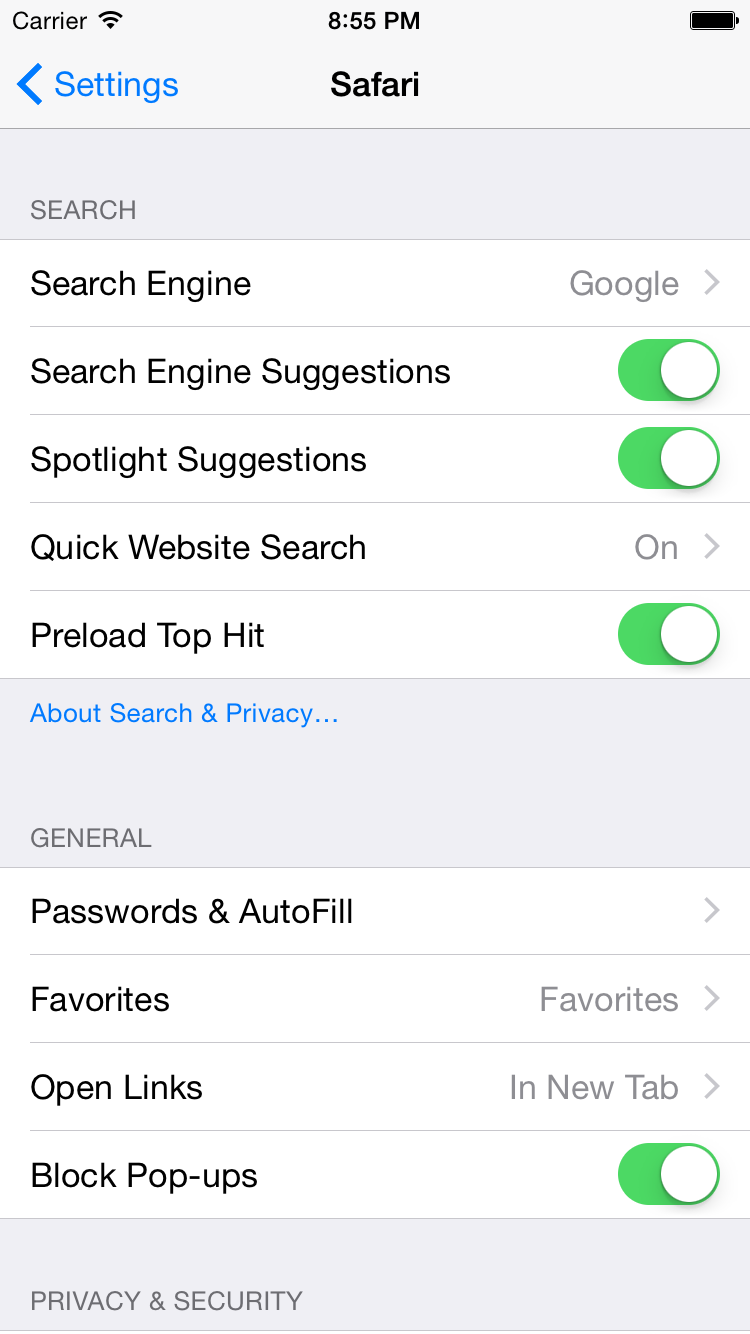 Carrier 8:55 PM
Settings Safari
SEARCH
Search Engine Google
Search Engine Suggestions
Spotlight Suggestions
Quick Website Search On
Preload Top Hit
About Search & Privacy…
GENERAL
Passwords & AutoFill
Favorites Favorites
Open Links In New Tab
Block Pop-ups
PRIVACY & SECURITY